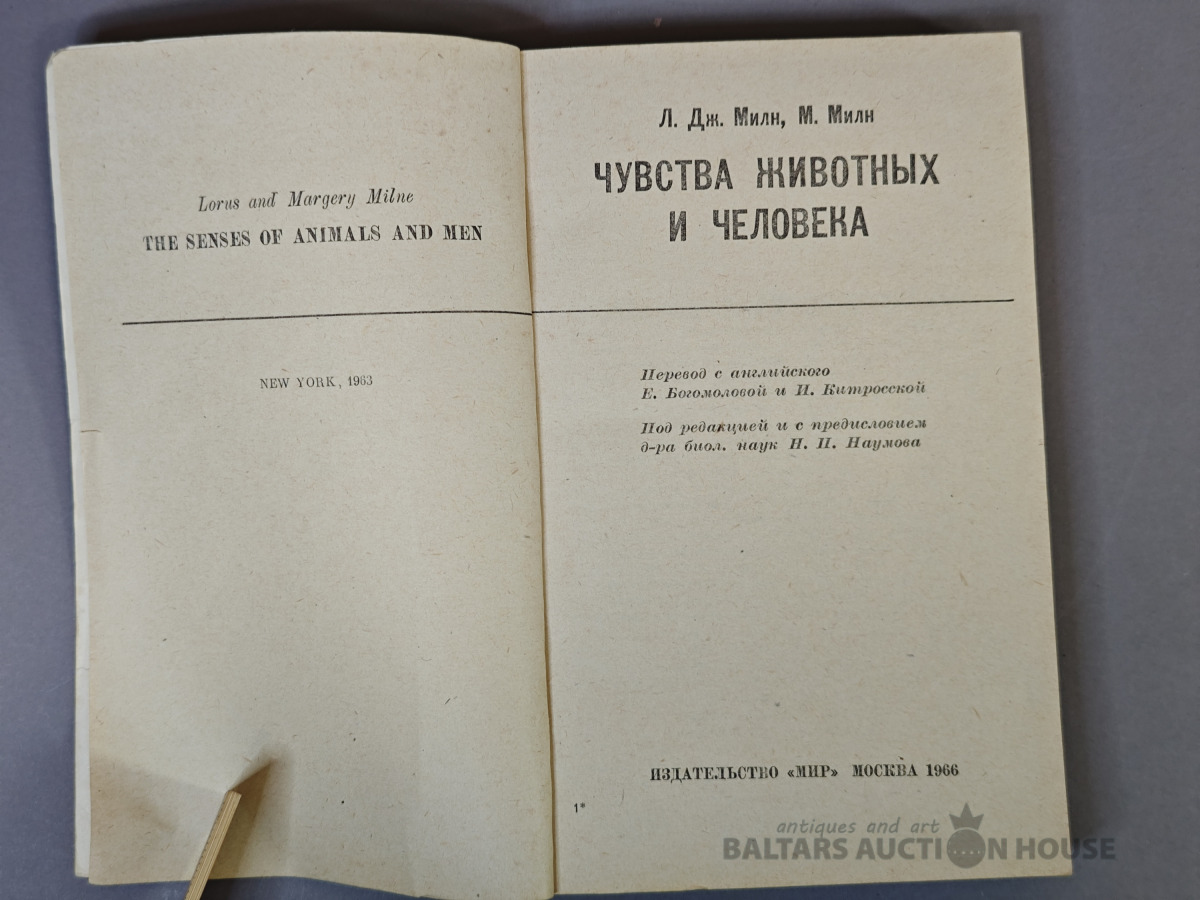 Lorus and Margery Milne
THE SENSES OF ANIMALS AND MEN
NEW YORK, 1963
Л. Дж. Милн, М. Милн
ЧУВСТВА ЖИВОТНЫХ
И ЧЕЛОВЕКА
Перевод с английского
Е. Богомоловой и И. Китросской
Под редакцией и с предисловием
д-ра биол. наук Н. П. Наумова
ИЗДАТЕЛЬСТВО «МИР» МОСКВА 1966
1*
antiques and art
BALTARS AUCTION HOUSE